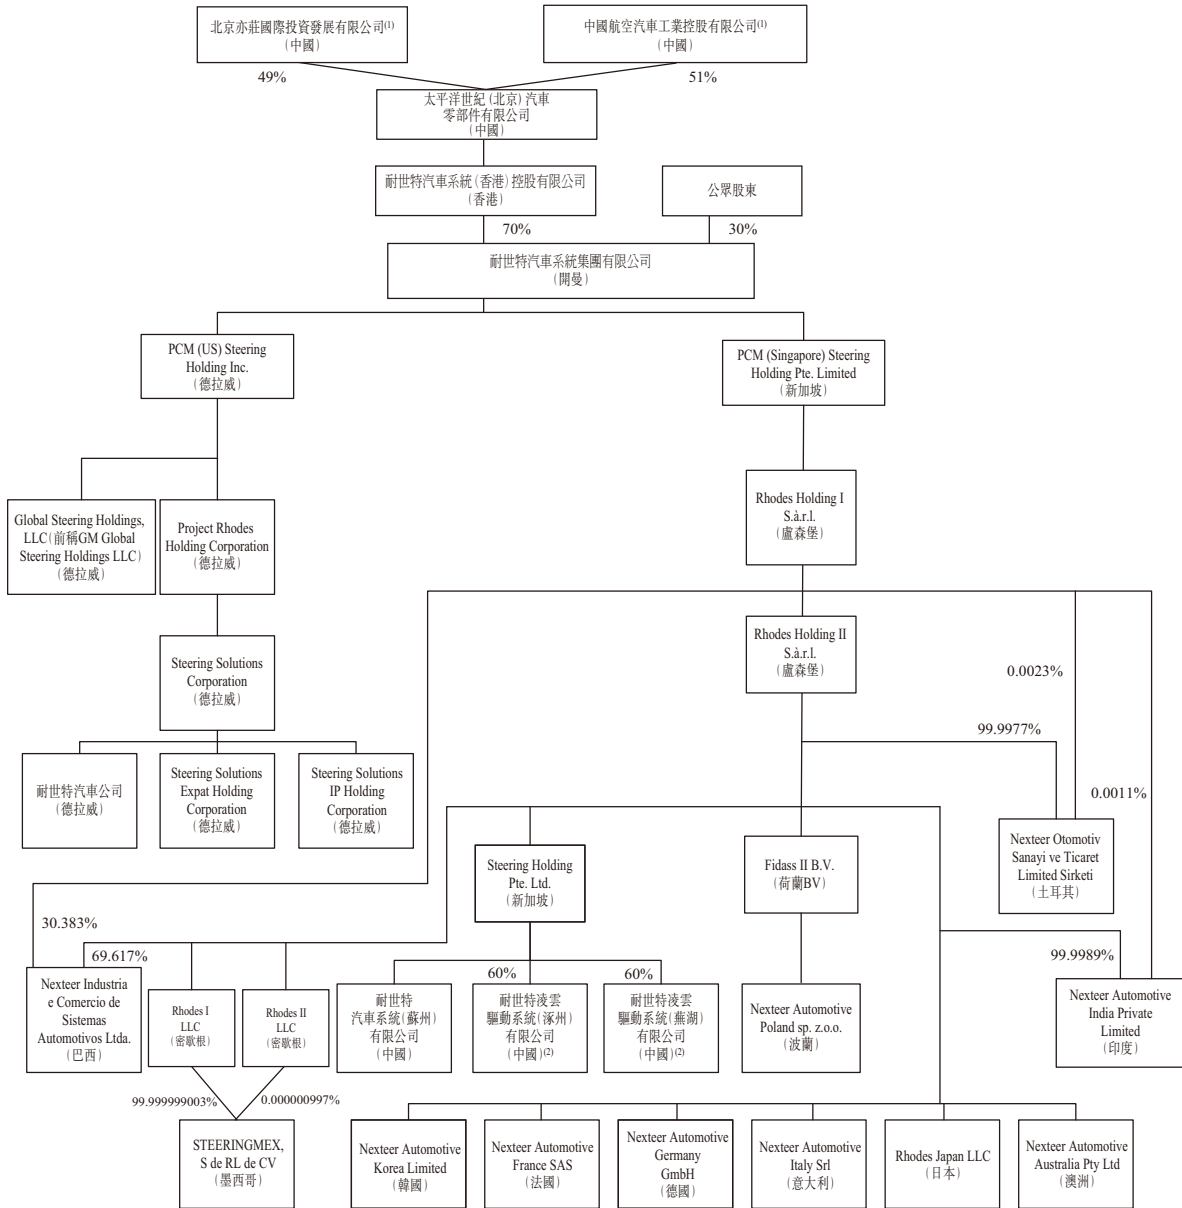 北京亦莊國際投資發展有限公司(1)
(中國)
中國航空汽車工業控股有限公司(1)
(中國)
49%
51%
太平洋世紀(北京)汽車
零部件有限公司
(中國)
耐世特汽車系統(香港)控股有限公司
(香港)
公眾股東
70%
30%
耐世特汽車系統集團有限公司
(開曼)
PCM (US) Steering
Holding Inc.
(德拉威)
PCM (Singapore) Steering
Holding Pte. Limited
(新加坡)
Global Steering Holdings,
LLC(前稱GM Global
Steering Holdings LLC)
(德拉威)
Project Rhodes
Holding Corporation
(德拉威)
Rhodes Holding I
S.à.r.l.
(盧森堡)
Steering Solutions
Corporation
(德拉威)
Rhodes Holding II
S.à.r.l.
(盧森堡)
0.0023%
99.9977%
0.0011%
耐世特汽車公司
(德拉威)
Steering Solutions
Expat Holding
Corporation
(德拉威)
Steering Solutions
IP Holding
Corporation
(德拉威)
Steering Holding
Pte. Ltd.
(新加坡)
Fidass II B.V.
(荷蘭BV)
Nexteer Otomotiv
Sanayi ve Ticaret
Limited Sirketi
(土耳其)
30.383%
69.617%
60%
60%
99.9989%
Nexteer Industria
e Comercio de
Sistemas
Automotivos Ltda.
(巴西)
Rhodes I
LLC
(密歇根)
Rhodes II
LLC
(密歇根)
耐世特
汽車系統(蘇州)
有限公司
(中國)
耐世特凌雲
驅動系統(涿州)
有限公司
(中國)(2)
耐世特凌雲
驅動系統(蕪湖)
有限公司
(中國)(2)
Nexteer Automotive
Poland sp. z.o.o.
(波蘭)
Nexteer Automotive
India Private
Limited
(印度)
99.999999003%
0.000000997%
STEERINGMEX,
S de RL de CV
(墨西哥)
Nexteer Automotive
Korea Limited
(韓國)
Nexteer Automotive
France SAS
(法國)
Nexteer Automotive
Germany
GmbH
(德國)
Nexteer Automotive
Italy Srl
(意大利)
Rhodes Japan LLC
(日本)
Nexteer Automotive
Australia Pty Ltd
(澳洲)